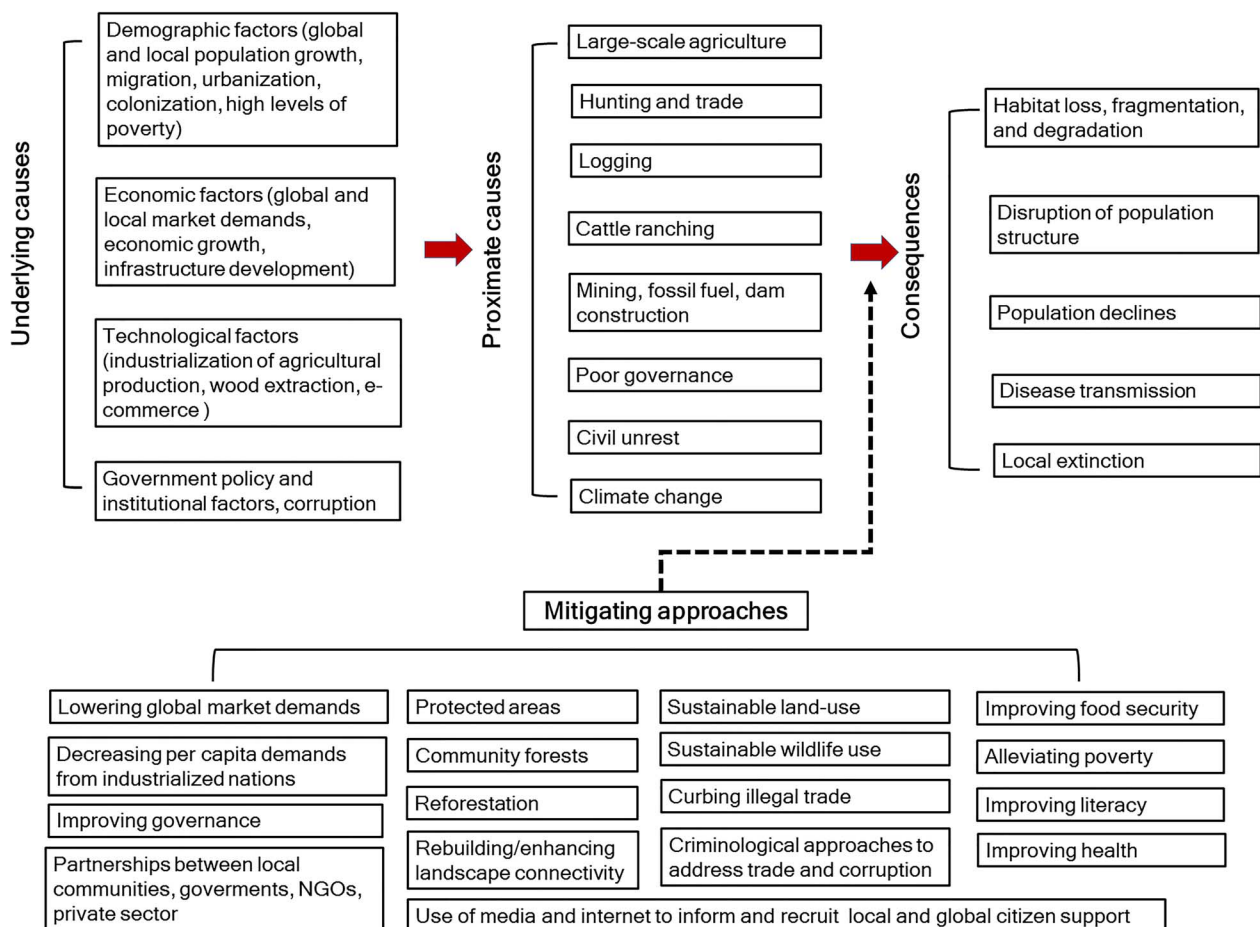 Underlying causes
Demographic factors (global
and local population growth,
migration, urbanization,
colonization, high levels of
poverty)
Economic factors (global and
local market demands,
economic growth,
infrastructure development)
Technological factors
(industrialization of agricultural
production, wood extraction, e-
commerce )
Government policy and
institutional factors, corruption
Proximate causes
Large-scale agriculture
Hunting and trade
Logging
Cattle ranching
Mining, fossil fuel, dam
construction
Poor governance
Civil unrest
Climate change
Consequences
Habitat loss, fragmentation,
and degradation
Disruption of population
structure
Population declines
Disease transmission
Local extinction
Mitigating approaches
Lowering global market demands
Decreasing per capita demands
from industrialized nations
Improving governance
Partnerships between local
communities, goverments, NGOs,
private sector
Protected areas
Community forests
Reforestation
Rebuilding/enhancing
landscape connectivity
Sustainable land-use
Sustainable wildlife use
Curbing illegal trade
Criminological approaches to
address trade and corruption
Improving food security
Alleviating poverty
Improving literacy
Improving health
Use of media and internet to inform and recruit local and global citizen support